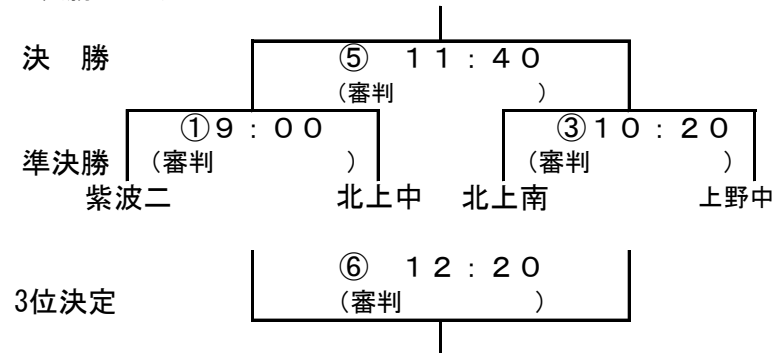 決　勝　⑤　１１：４０
（審判　　　　）
①９：００　③１０：２０
準決勝　（審判　　　　）　（審判　　　　）
紫波二　北上中　北上南　上野中
⑥　１２：２０
3位決定　（審判　　　　）